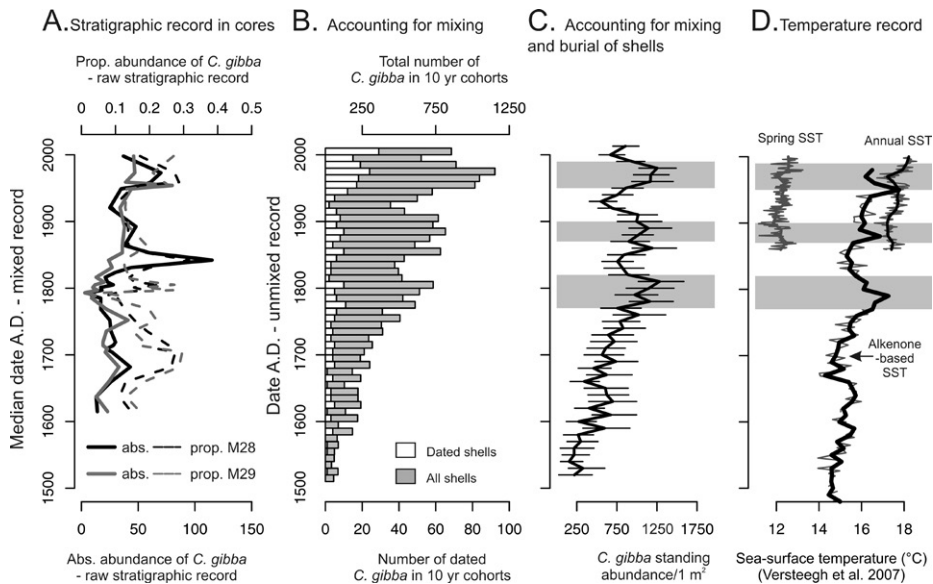 A. Stratigraphic record in cores
Prop. abundance of C. gibba
- raw stratigraphic record
0 0.1 0.2 0.3 0.4 0.5
Median date A.D. - mixed record
2000
1900
1800
1700
1600
1500
abs. prop. M28
abs. prop. M29
0 50 100 150
Abs. abundance of C. gibba
- raw stratigraphic record
B. Accounting for mixing
Total number of
C. gibba in 10 yr cohorts
250 750 1250
Date A.D. - unmixed record
2000
1900
1800
1700
1600
1500
Dated shells
All shells
0 20 40 60 80 100
Number of dated
C. gibba in 10 yr cohorts
C. Accounting for mixing
and burial of shells
250 750 1250 1750
C. gibba standing
abundance/1 m²
D. Temperature record
Spring SST Annual SST
Alkenone
-based
SST
12 14 16 18
Sea-surface temperature (°C)
(Versteegh et al. 2007)